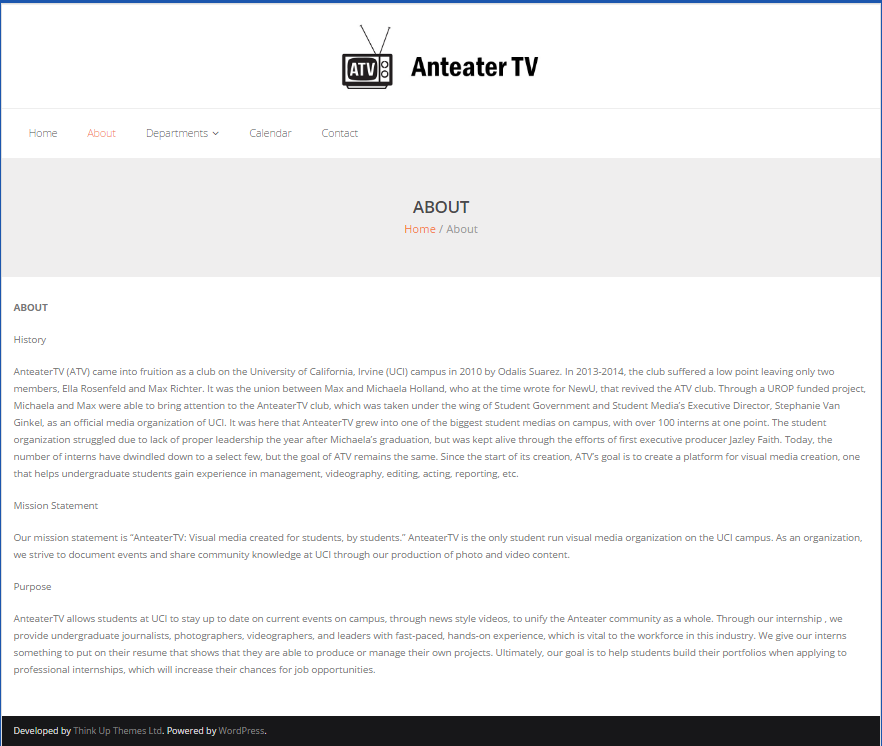 ATV
Anteater TV
Home About Departments Calendar Contact
ABOUT
Home / About
ABOUT
History
AnteaterTV (ATV) came into fruition as a club on the University of California, Irvine (UCI) campus in 2010 by Odalis Suarez. In 2013-2014, the club suffered a low point leaving only two
members, Ella Rosenfeld and Max Richter. It was the union between Max and Michaela Holland, who at the time wrote for NewU, that revived the ATV club. Through a UROP funded project,
Michaela and Max were able to bring attention to the AnteaterTV club, which was taken under the wing of Student Government and Student Media's Executive Director, Stephanie Van
Ginkel, as an official media organization of UCI. It was here that AnteaterTV grew into one of the biggest student medias on campus, with over 100 interns at one point. The student
organization struggled due to lack of proper leadership the year after Michaela's graduation, but was kept alive through the efforts of first executive producer Jazley Faith. Today, the
number of interns have dwindled down to a select few, but the goal of ATV remains the same. Since the start of its creation, ATV's goal is to create a platform for visual media creation, one
that helps undergraduate students gain experience in management, videography, editing, acting, reporting, etc.
Mission Statement
Our mission statement is “AnteaterTV: Visual media created for students, by students.” AnteaterTV is the only student run visual media organization on the UCI campus. As an organization,
we strive to document events and share community knowledge at UCI through our production of photo and video content.
Purpose
AnteaterTV allows students at UCI to stay up to date on current events on campus, through news style videos, to unify the Anteater community as a whole. Through our internship , we
provide undergraduate journalists, photographers, videographers, and leaders with fast-paced, hands-on experience, which is vital to the workforce in this industry. We give our interns
something to put on their resume that shows that they are able to produce or manage their own projects. Ultimately, our goal is to help students build their portfolios when applying to
professional internships, which will increase their chances for job opportunities.
Developed by Think Up Themes Ltd. Powered by WordPress.